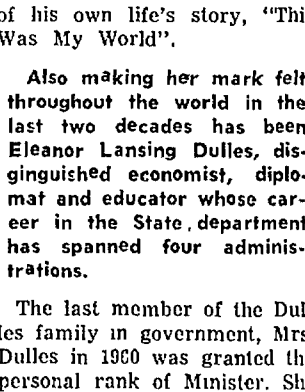 of his own life's story, "Thi
Was My World".
Also making her mark felt
throughout the world in the
last two decades has been
Eleanor Lansing Dulles, dis-
ginguished economist, diplo-
mat and educator whose car-
eer in the State department
has spanned four adminis-
trations.
The last member of the Dul
les family in government, Mrs
Dulles in 1960 was granted th
personal rank of Minister. Sh